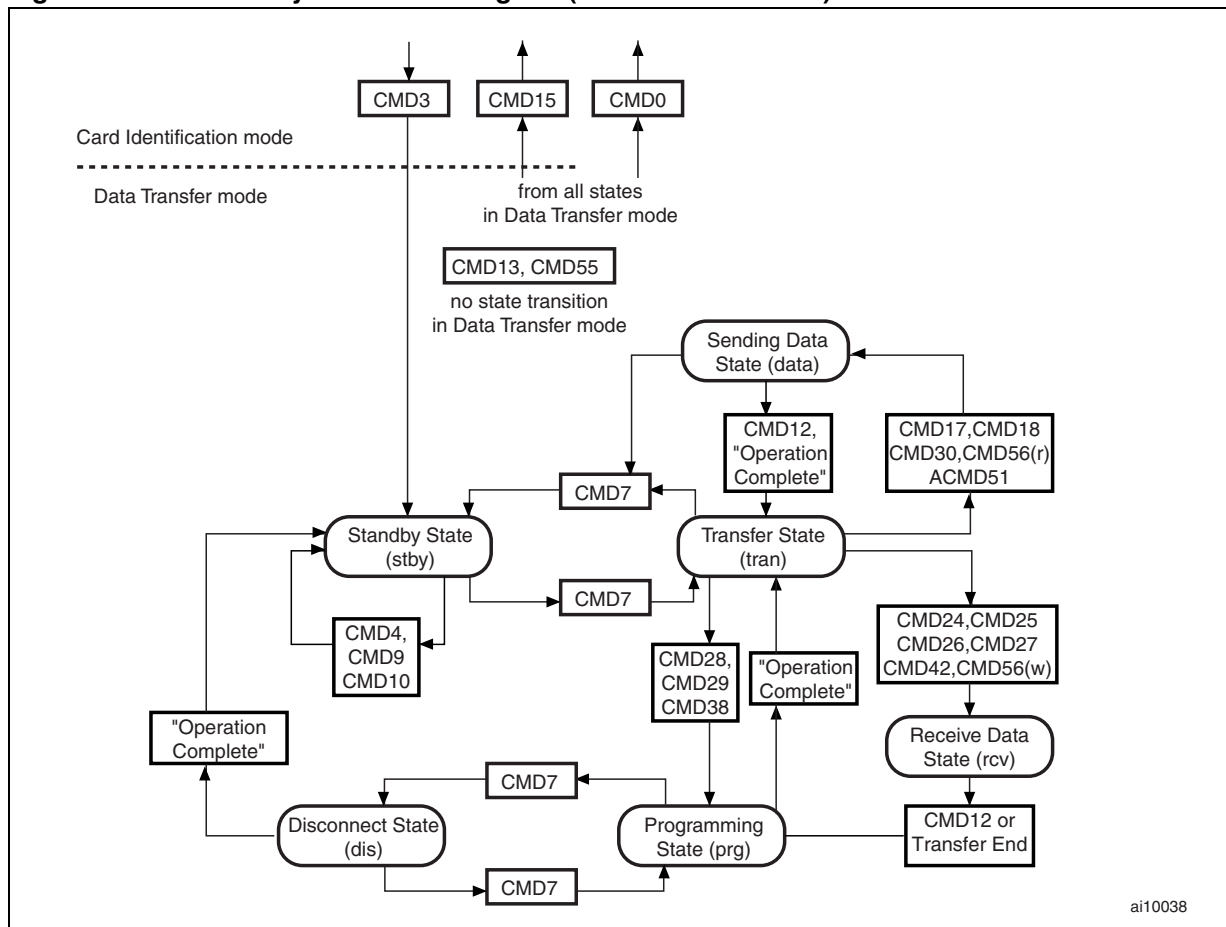 CMD3
CMD15
CMD0
Card Identification mode
Data Transfer mode
from all states
in Data Transfer mode
CMD13, CMD55
no state transition
in Data Transfer mode
Sending Data
State (data)
CMD12,
"Operation
Complete"
CMD17,CMD18
CMD30,CMD56(r)
ACMD51
CMD7
Standby State
(stby)
Transfer State
(tran)
CMD7
CMD4,
CMD9
CMD10
CMD28,
CMD29
CMD38
"Operation
Complete"
CMD24,CMD25
CMD26,CMD27
CMD42,CMD56(w)
"Operation
Complete"
Receive Data
State (rcv)
CMD7
Disconnect State
(dis)
Programming
State (prg)
CMD12 or
Transfer End
CMD7
ai10038